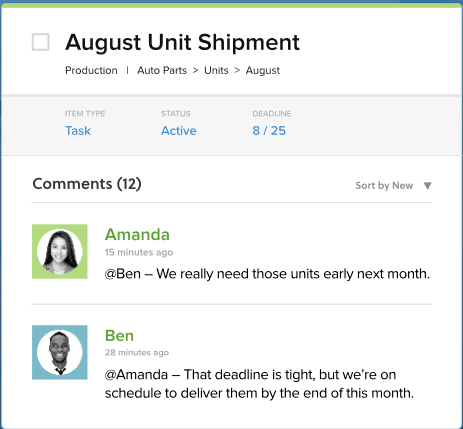 August Unit Shipment
Production | Auto Parts > Units > August
ITEM TYPE STATUS DEADLINE
Task Active 8 / 25
Comments (12) Sort by New ▼
Amanda
15 minutes ago
@Ben – We really need those units early next month.
Ben
28 minutes ago
@Amanda – That deadline is tight, but we're on
schedule to deliver them by the end of this month.